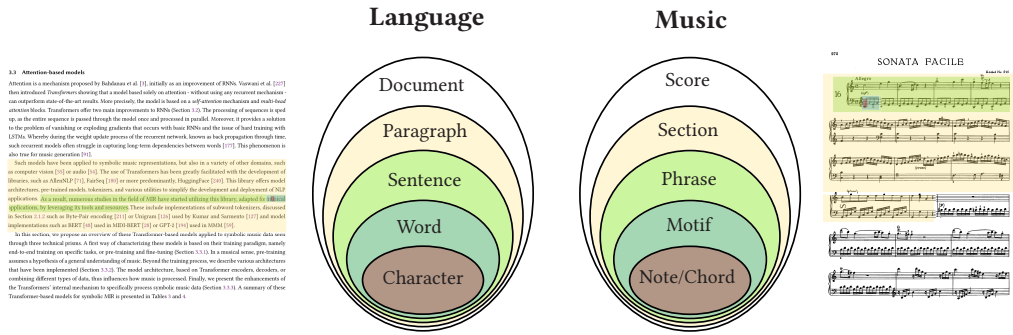 Language
Music
3.3 Attention-based models
Attention is a mechanism proposed by Bahdanau et al. [3], initially as an improvement of RNNs. Vaswani et al. [227]
then introduced Transformers showing that a model based solely on attention - without using any recurrent mechanism -
can outperform state-of-the-art results. More precisely, the model is based on a self-attention mechanism and multi-head
attention blocks. Transformers offer two main improvements to RNNs (Section 3.2). The processing of sequences is sped
up, as the entire sequence is passed through the model once and processed in parallel. Moreover, it provides a solution
to the problem of vanishing or exploding gradients that occurs with basic RNNs and the issue of hard training with
LSTMs. Whereby during the weight update process of the recurrent network, known as back propagation through time,
such recurrent models often struggle in capturing long-term dependencies between words [177]. This phenomenon is
also true for music generation [91].
Such models have been applied to symbolic music representations, but also in a variety of other domains, such
as computer vision [35] or audio [54]. The use of Transformers has been greatly facilitated with the development of
libraries, such as AllenNLP [71], FairSeq [169] or more predominantly, HuggingFace [240]. This library offers model
architectures, pre-trained models, tokenizers, and various utilities to simplify the development and deployment of NLP
applications. As a result, numerous studies in the field of MIR have started utilizing this library, adapted to
applications, by leveraging its tools and resources. These include implementations of subword tokenizers, discussed
in Section 2.1.2 such as Byte-Pair encoding [211] or Unigram [126] used by Kumar and Sarmento [127] and model
implementations such as BERT [48] used in MIDI-BERT [28] or GPT-2 [194] used in MMM [59].
In this section, we propose an overview of these Transformer-based models applied to symbolic music data seen
through three technical prisms. A first way of characterizing these models is based on their training paradigm, namely
end-to-end training on specific tasks, or pre-training and fine-tuning (Section 3.3.1). In a musical sense, pre-training
assumes a hypothesis of a general understanding of music. Beyond the training process, we describe various architectures
that have been implemented (Section 3.3.2). The model architecture, based on Transformer encoders, decoders, or
combining different types of data, thus influences how music is processed. Finally, we present the enhancements of
the Transformers' internal mechanism to specifically process symbolic music data (Section 3.3.3). A summary of these
Transformer-based models for symbolic MIR is presented in Tables 3 and 4.
Document
Paragraph
Sentence
Word
Character
Score
Section
Phrase
Motif
Note/Chord
SONATA FACILE
Allegro
16